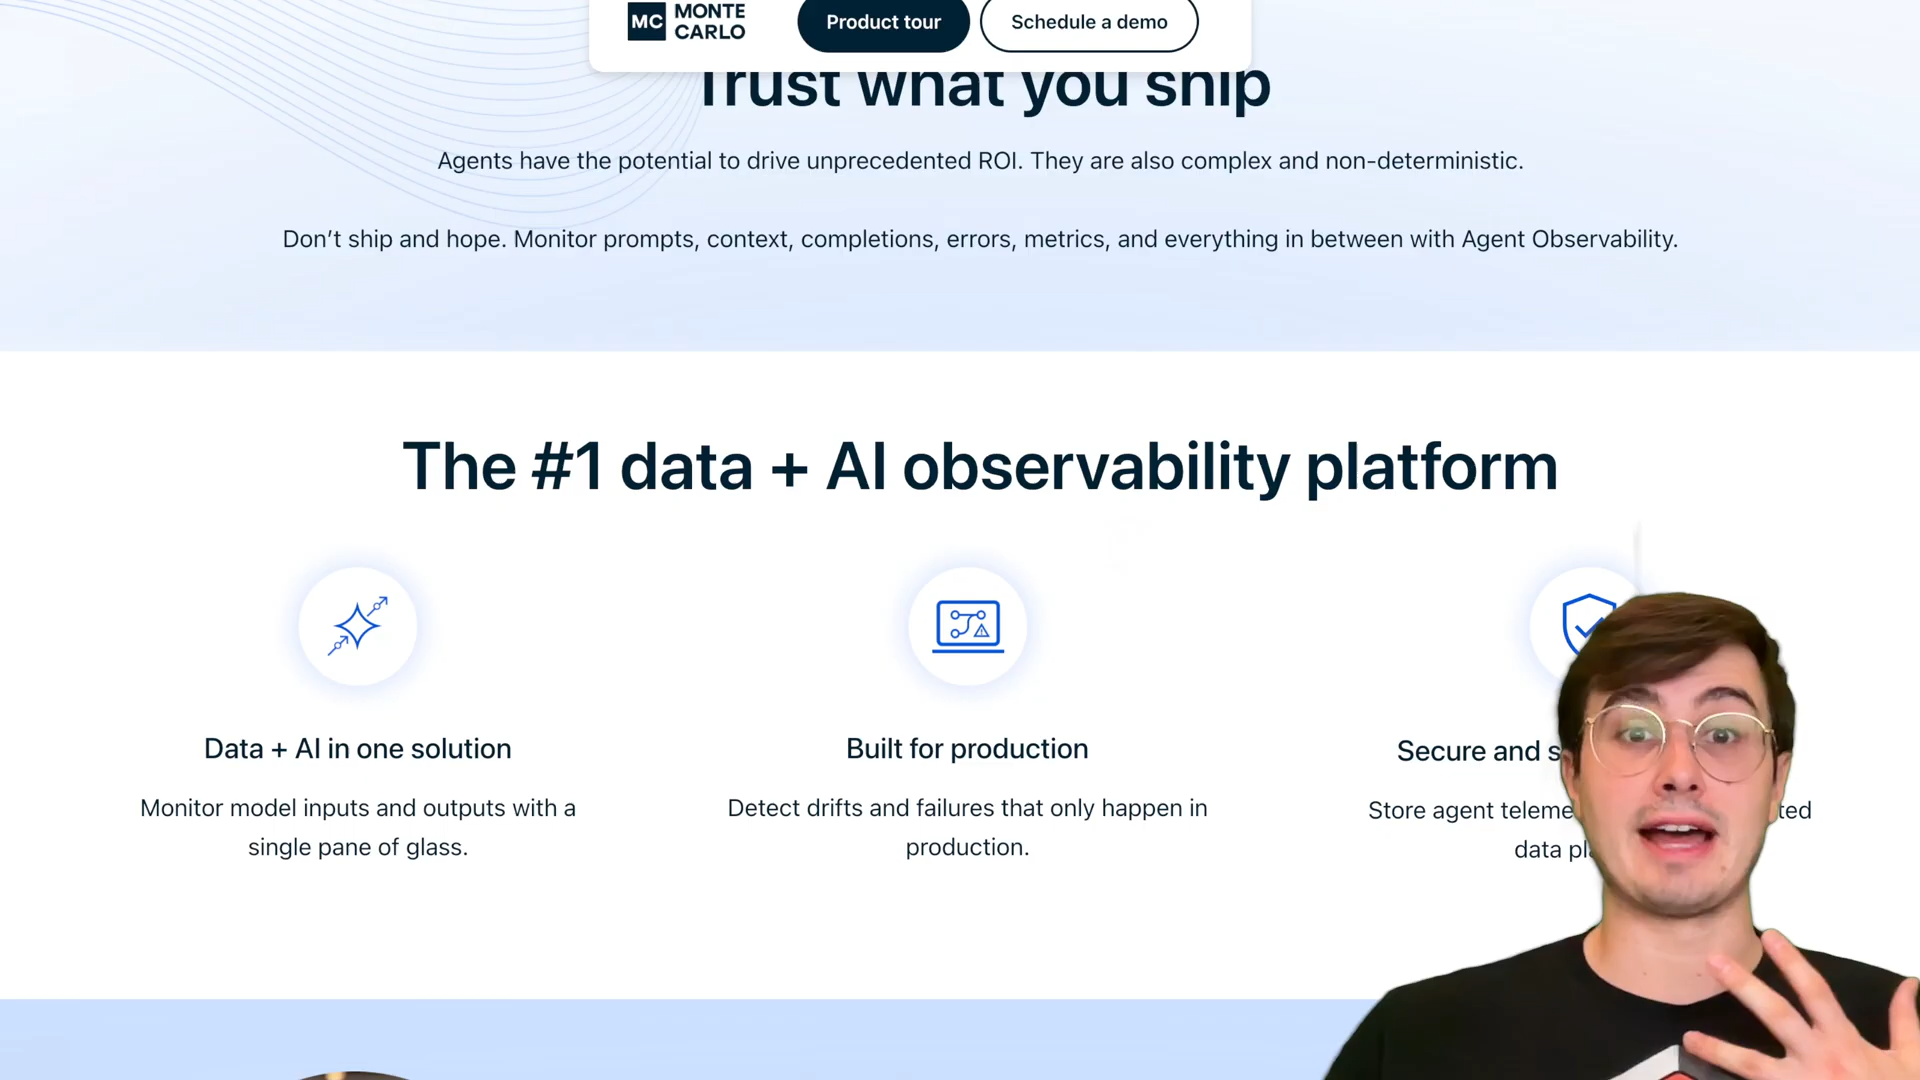 MC MONTE CARLO
Product tour
Schedule a demo
Trust what you ship
Agents have the potential to drive unprecedented ROI. They are also complex and non-deterministic.
Don’t ship and hope. Monitor prompts, context, completions, errors, metrics, and everything in between with Agent Observability.
The #1 data + AI observability platform
Data + AI in one solution
Monitor model inputs and outputs with a
single pane of glass.
Built for production
Detect drifts and failures that only happen in
production.
Secure and
Store agent
data